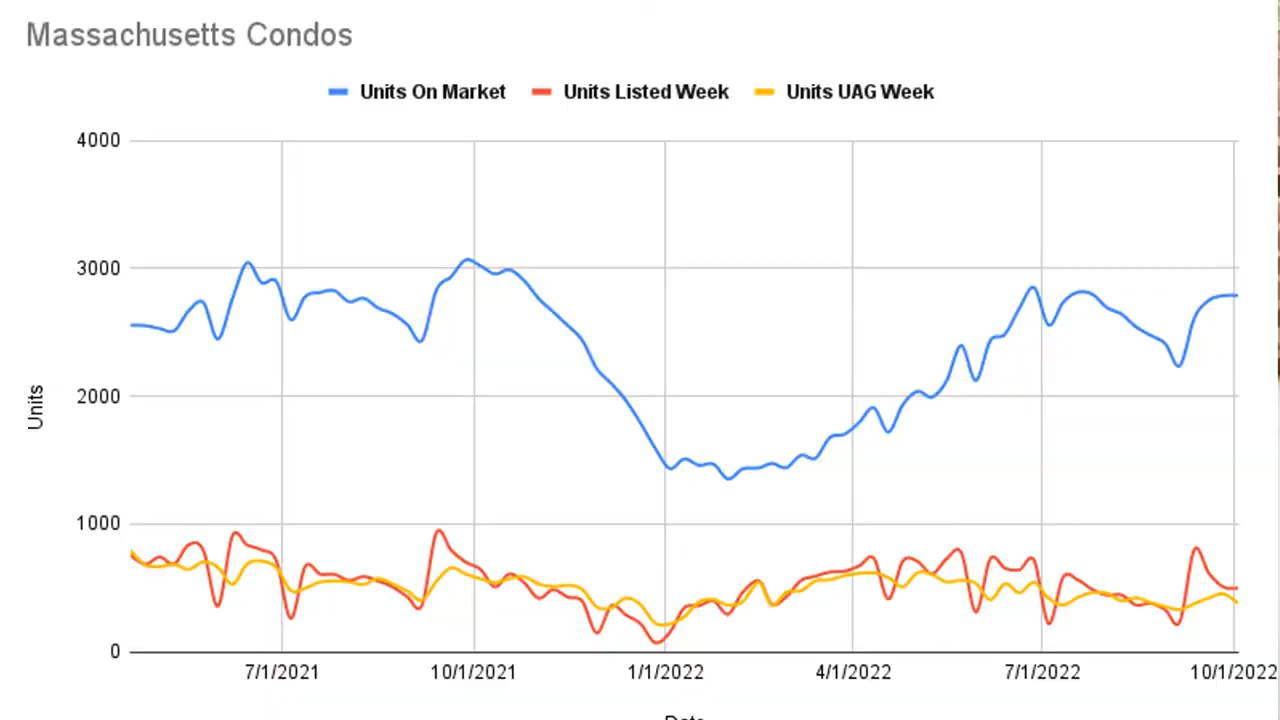 Massachusetts Condos
Units On Market Units Listed Week Units UAG Week
4000
3000
2000
1000
0
Units
7/1/2021 10/1/2021 1/1/2022 4/1/2022 7/1/2022 10/1/2022
Date